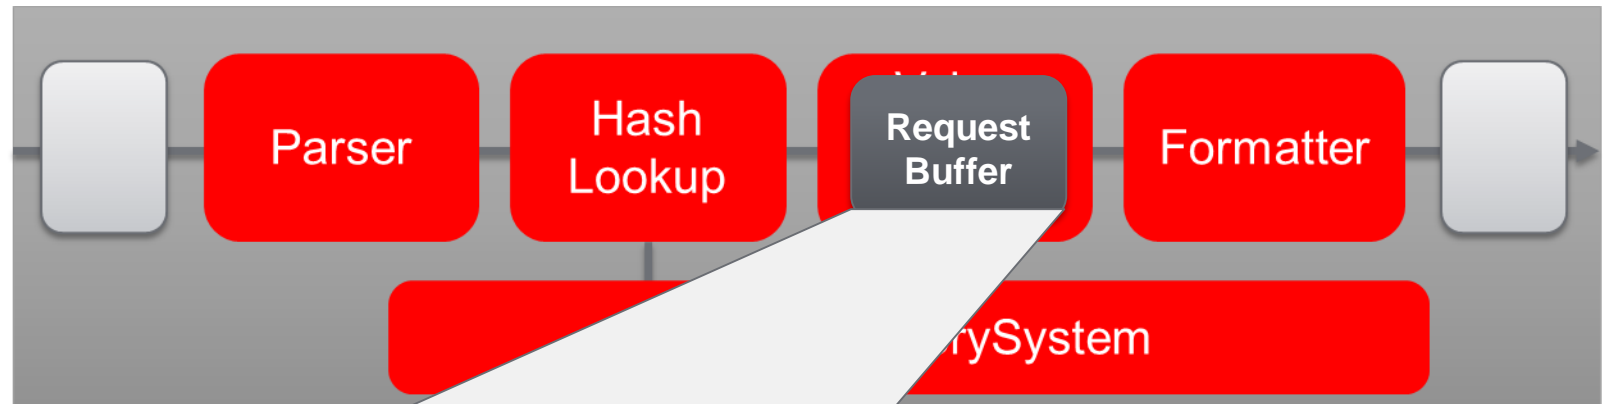 Parser
Hash
Lookup
Request
Buffer
Formatter
rySystem